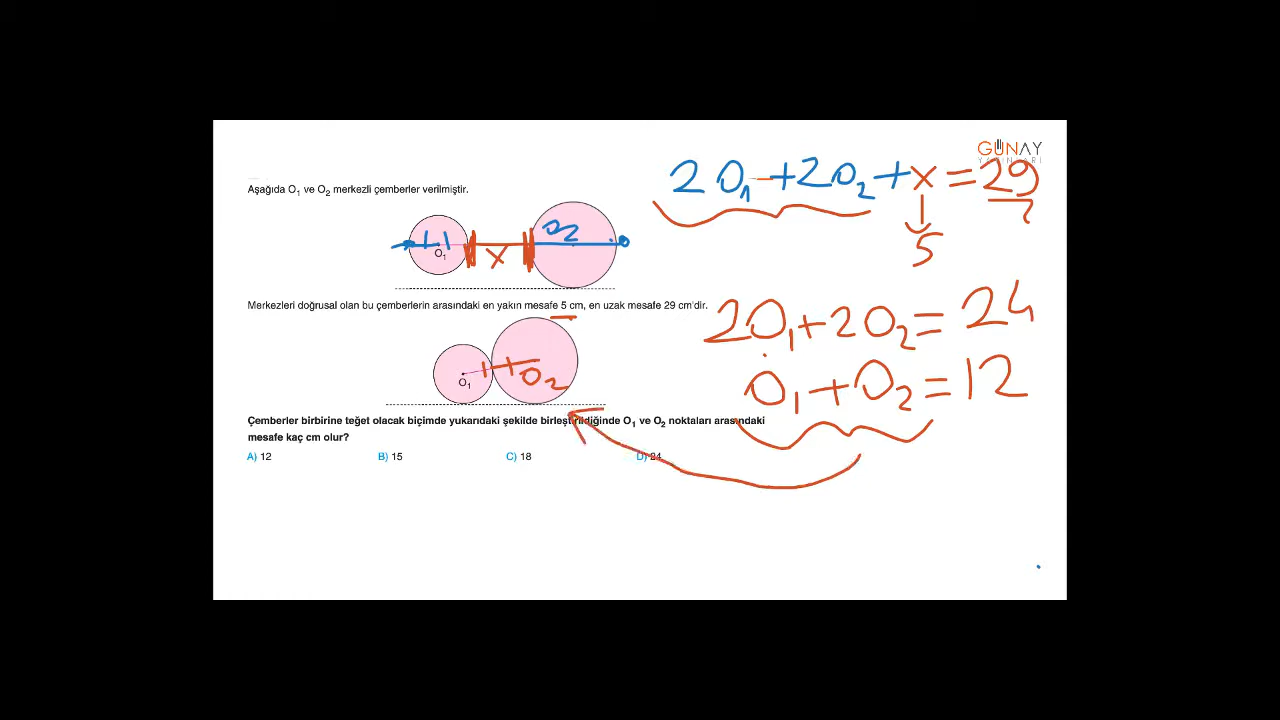 GÜNAY
YAYINLARI
2O₁+2O₂+x=29
5
Aşağıda O₁ ve O₂ merkezli çemberler verilmiştir.
O₂
O₁
x
Merkezleri doğrusal olan bu çemberlerin arasındaki en yakın mesafe 5 cm, en uzak mesafe 29 cm'dir.
2O₁+2O₂=24
O₁
O₂
O₁+O₂=12
Çemberler birbirine teğet olacak biçimde yukarıdaki şekilde birleştirildiğinde O₁ ve O₂ noktaları arasındaki
mesafe kaç cm olur?
A) 12 B) 15 C) 18 D) 24